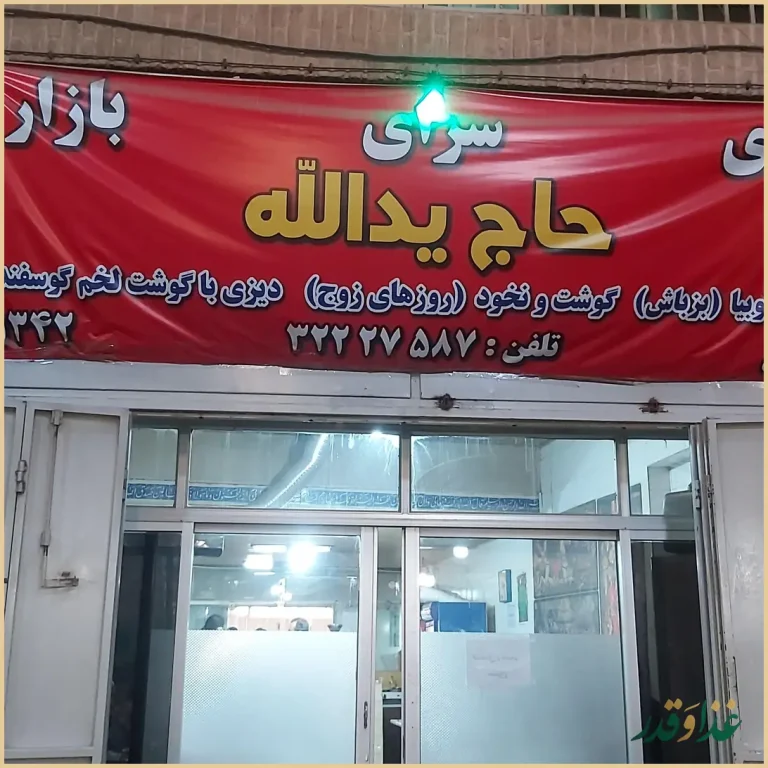 سرای بازار
حاج یدالله
(بزباش) گوشت و نخود (روزهای زوج) دیزی با گوشت لخم گوسفند
تلفن : ۵۸۷ ۲۷ ۳۲۲
۳۴۲
غذا وَ قدر